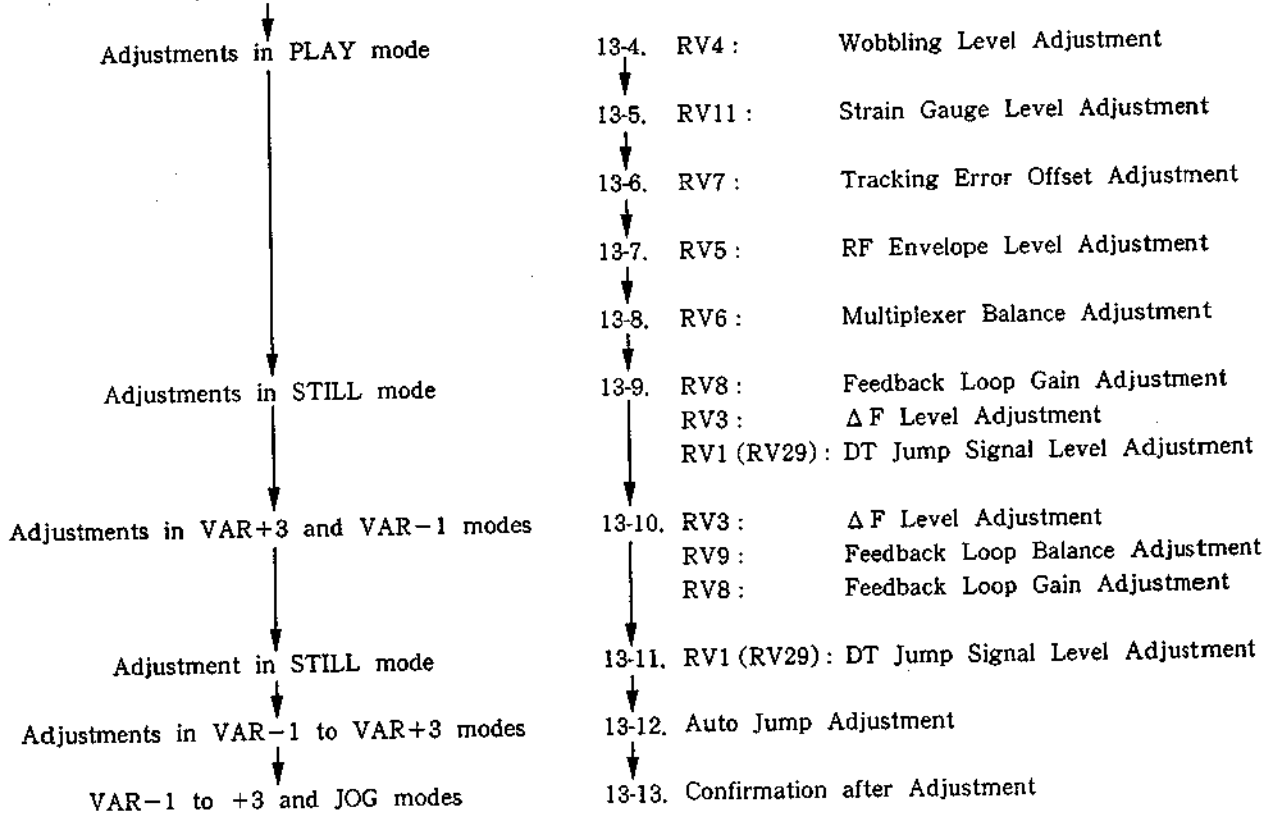 Adjustments in PLAY mode 13-4. RV4 : Wobbling Level Adjustment
13-5. RV11 : Strain Gauge Level Adjustment
13-6. RV7 : Tracking Error Offset Adjustment
13-7. RV5 : RF Envelope Level Adjustment
13-8. RV6 : Multiplexer Balance Adjustment
Adjustments in STILL mode 13-9. RV8 : Feedback Loop Gain Adjustment
RV3 : Δ F Level Adjustment
RV1 (RV29) : DT Jump Signal Level Adjustment
Adjustments in VAR+3 and VAR−1 modes 13-10. RV3 : Δ F Level Adjustment
RV9 : Feedback Loop Balance Adjustment
RV8 : Feedback Loop Gain Adjustment
Adjustment in STILL mode 13-11. RV1 (RV29) : DT Jump Signal Level Adjustment
Adjustments in VAR−1 to VAR+3 modes 13-12. Auto Jump Adjustment
VAR−1 to +3 and JOG modes 13-13. Confirmation after Adjustment